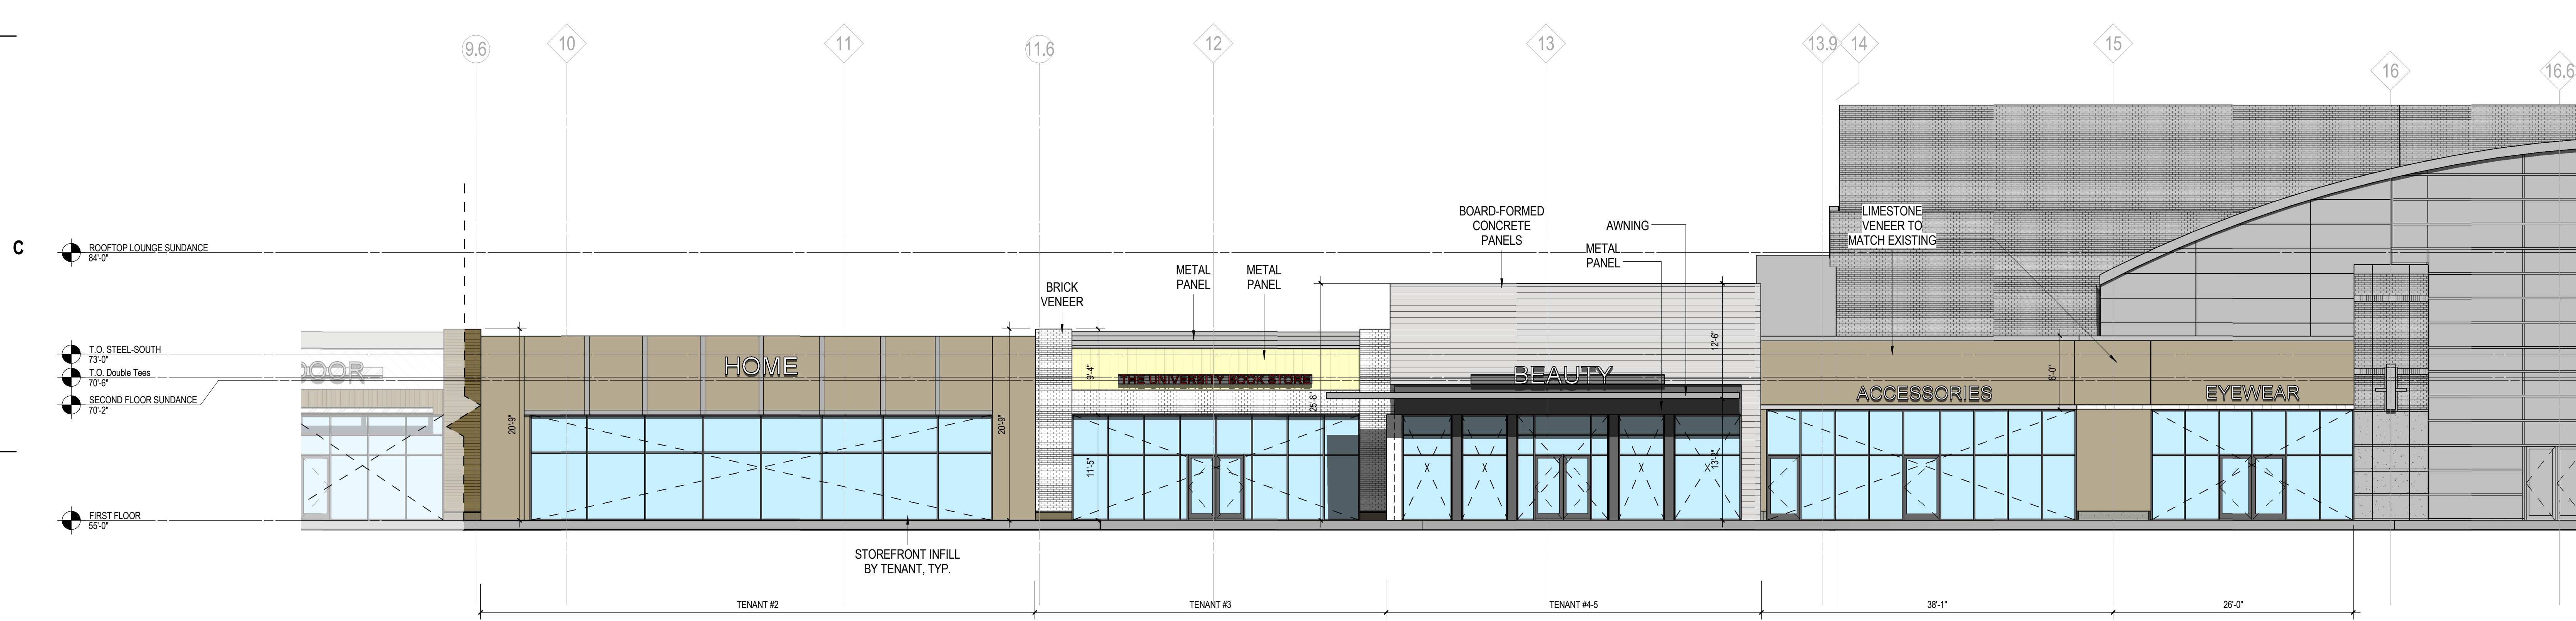 9.6
10
11
11.6
12
13
13.9
14
15
16
16.6
C
ROOFTOP LOUNGE SUNDANCE
84'-0"
T.O. STEEL-SOUTH
73'-0"
T.O. Double Tees
70'-6"
SECOND FLOOR SUNDANCE
70'-2"
FIRST FLOOR
55'-0"
BRICK
VENEER
METAL
PANEL
METAL
PANEL
BOARD-FORMED
CONCRETE
PANELS
AWNING
METAL
PANEL
LIMESTONE
VENEER TO
MATCH EXISTING
DOOR
HOME
THE UNIVERSITY BOOK STORE
BEAUTY
ACCESSORIES
EYEWEAR
20'-9"
20'-9"
9'-4"
11'-5"
25'-8"
12'-6"
8'-0"
STOREFRONT INFILL
BY TENANT, TYP.
TENANT #2
TENANT #3
TENANT #4-5
38'-1"
26'-0"